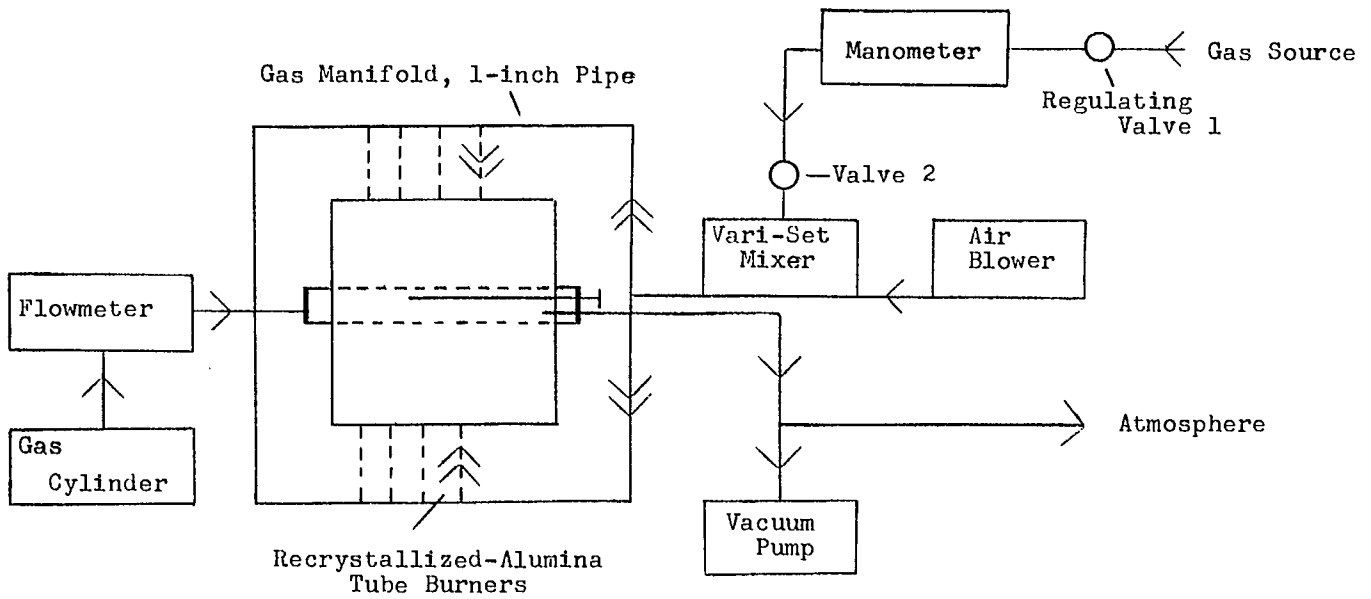 Manometer
Gas Source
Gas Manifold, 1-inch Pipe
Regulating
Valve 1
Valve 2
Vari-Set
Mixer
Air
Blower
Flowmeter
Gas
Cylinder
Atmosphere
Vacuum
Pump
Recrystallized-Alumina
Tube Burners